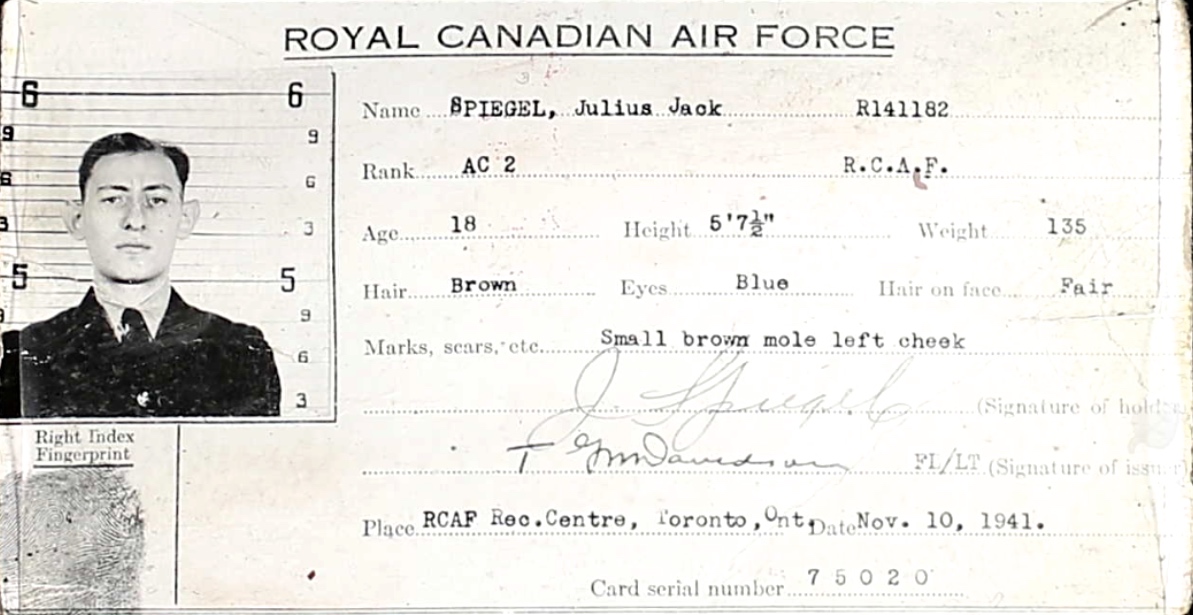 ROYAL CANADIAN AIR FORCE
6 6
9 9
6 6
3 3
5 5
9 9
6
3
Name SPIEGEL, Julius Jack R141182
Rank AC 2 R.C.A.F.
Age 18 Height 5'7½" Weight 135
Hair Brown Eyes Blue Hair on face Fair
Marks, scars, etc. Small brown mole left cheek
J. Spiegel (Signature of holder
Davidson FL/LT (Signature of issuer)
Right Index
Fingerprint
Place RCAF Rec.Centre, Toronto, Ont. Date Nov. 10, 1941.
Card serial number 75020